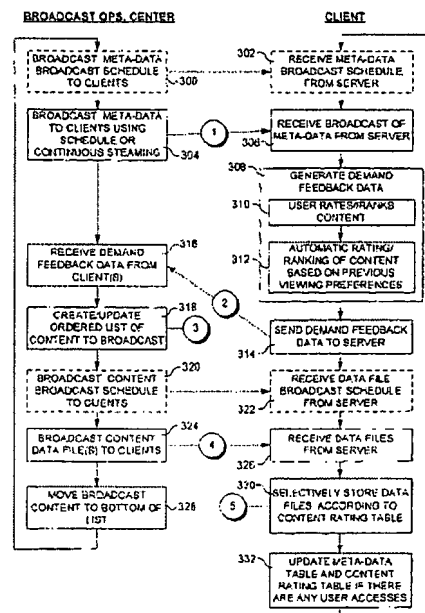 BROADCAST OPS. CENTER
CLIENT
BROADCAST META-DATA
BROADCAST SCHEDULE
TO CLIENTS
300
302
RECEIVE META-DATA
BROADCAST SCHEDULE
FROM SERVER
BROADCAST META-DATA
TO CLIENTS USING
SCHEDULE OR
CONTINUOUS STEAMING
304
1
RECEIVE BROADCAST OF
META-DATA FROM SERVER
306
308
GENERATE DEMAND
FEEDBACK DATA
310
USER RATES/RANKS
CONTENT
312
AUTOMATIC RATING/
RANKING OF CONTENT
BASED ON PREVIOUS
VIEWING PREFERENCES
316
RECEIVE DEMAND
FEEDBACK DATA FROM
CLIENT(S)
2
318
CREATE/UPDATE
ORDERED LIST OF
CONTENT TO BROADCAST
3
SEND DEMAND FEEDBACK
DATA TO SERVER
314
320
BROADCAST CONTENT
BROADCAST SCHEDULE
TO CLIENTS
RECEIVE DATA FILE
BROADCAST SCHEDULE
FROM SERVER
322
324
BROADCAST CONTENT
DATA FILE(S) TO CLIENTS
4
RECEIVE DATA FILES
FROM SERVER
326
MOVE BROADCAST
CONTENT TO BOTTOM OF
LIST
328
5
SELECTIVELY STORE DATA
FILES ACCORDING TO
CONTENT RATING TABLE
332
UPDATE META-DATA
TABLE AND CONTENT
RATING TABLE IF THERE
ARE ANY USER ACCESSES